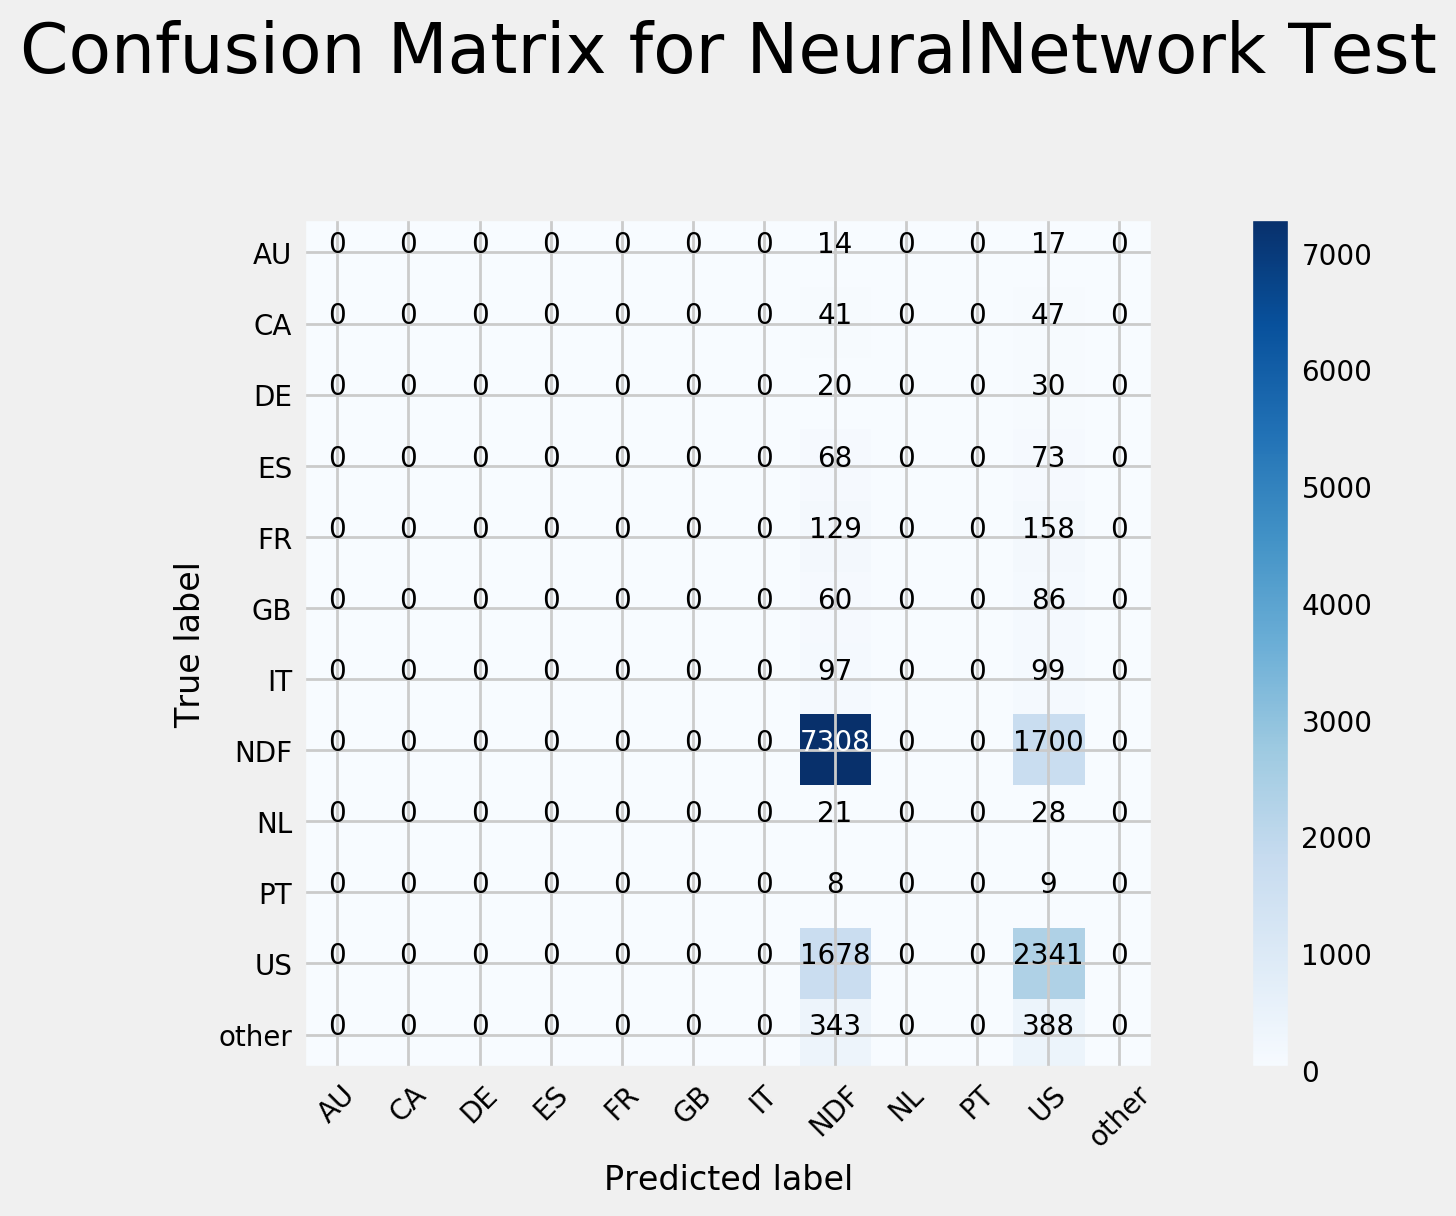 Confusion Matrix for NeuralNetwork Test
AU 0 0 0 0 0 0 0 14 0 0 17 0
CA 0 0 0 0 0 0 0 41 0 0 47 0
DE 0 0 0 0 0 0 0 20 0 0 30 0
ES 0 0 0 0 0 0 0 68 0 0 73 0
FR 0 0 0 0 0 0 0 129 0 0 158 0
GB 0 0 0 0 0 0 0 60 0 0 86 0
IT 0 0 0 0 0 0 0 97 0 0 99 0
NDF 0 0 0 0 0 0 0 7308 0 0 1700 0
NL 0 0 0 0 0 0 0 21 0 0 28 0
PT 0 0 0 0 0 0 0 8 0 0 9 0
US 0 0 0 0 0 0 0 1678 0 0 2341 0
other 0 0 0 0 0 0 0 343 0 0 388 0
AU CA DE ES FR GB IT NDF NL PT US other
True label
Predicted label
7000
6000
5000
4000
3000
2000
1000
0